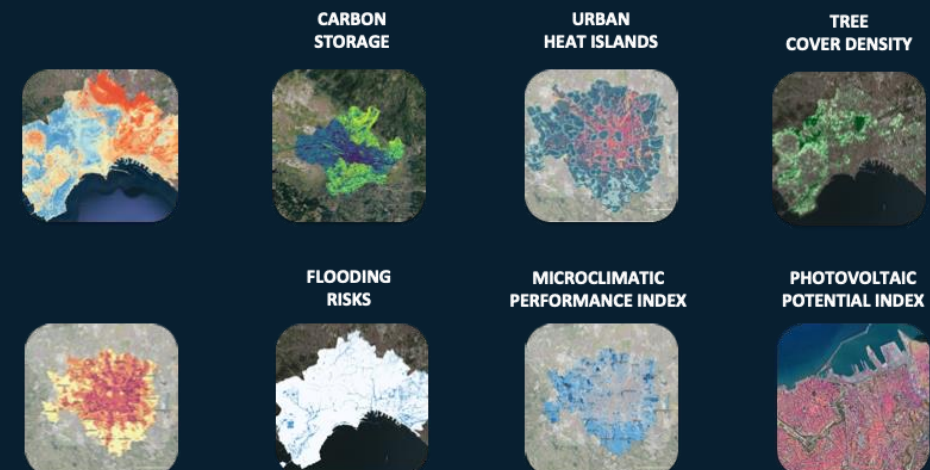 CARBON
STORAGE
URBAN
HEAT ISLANDS
TREE
COVER DENSITY
FLOODING
RISKS
MICROCLIMATIC
PERFORMANCE INDEX
PHOTOVOLTAIC
POTENTIAL INDEX